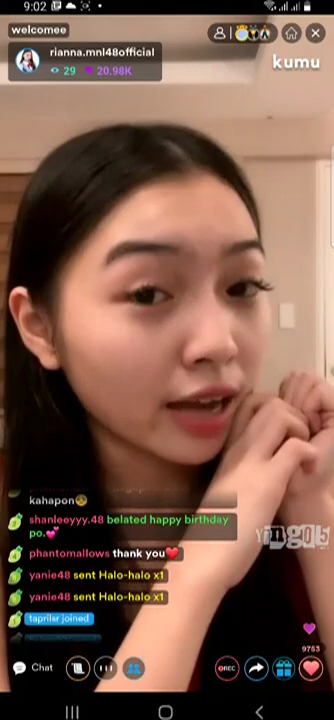 9:02
welcomee
rianna.mnl48official
29 20.98K
kumu
kahapon
shanleeyyy.48 belated happy birthday
po.
phantomallows thank you
yanie48 sent Halo-halo x1
yanie48 sent Halo-halo x1
taprilsr joined
9753
Chat
REC